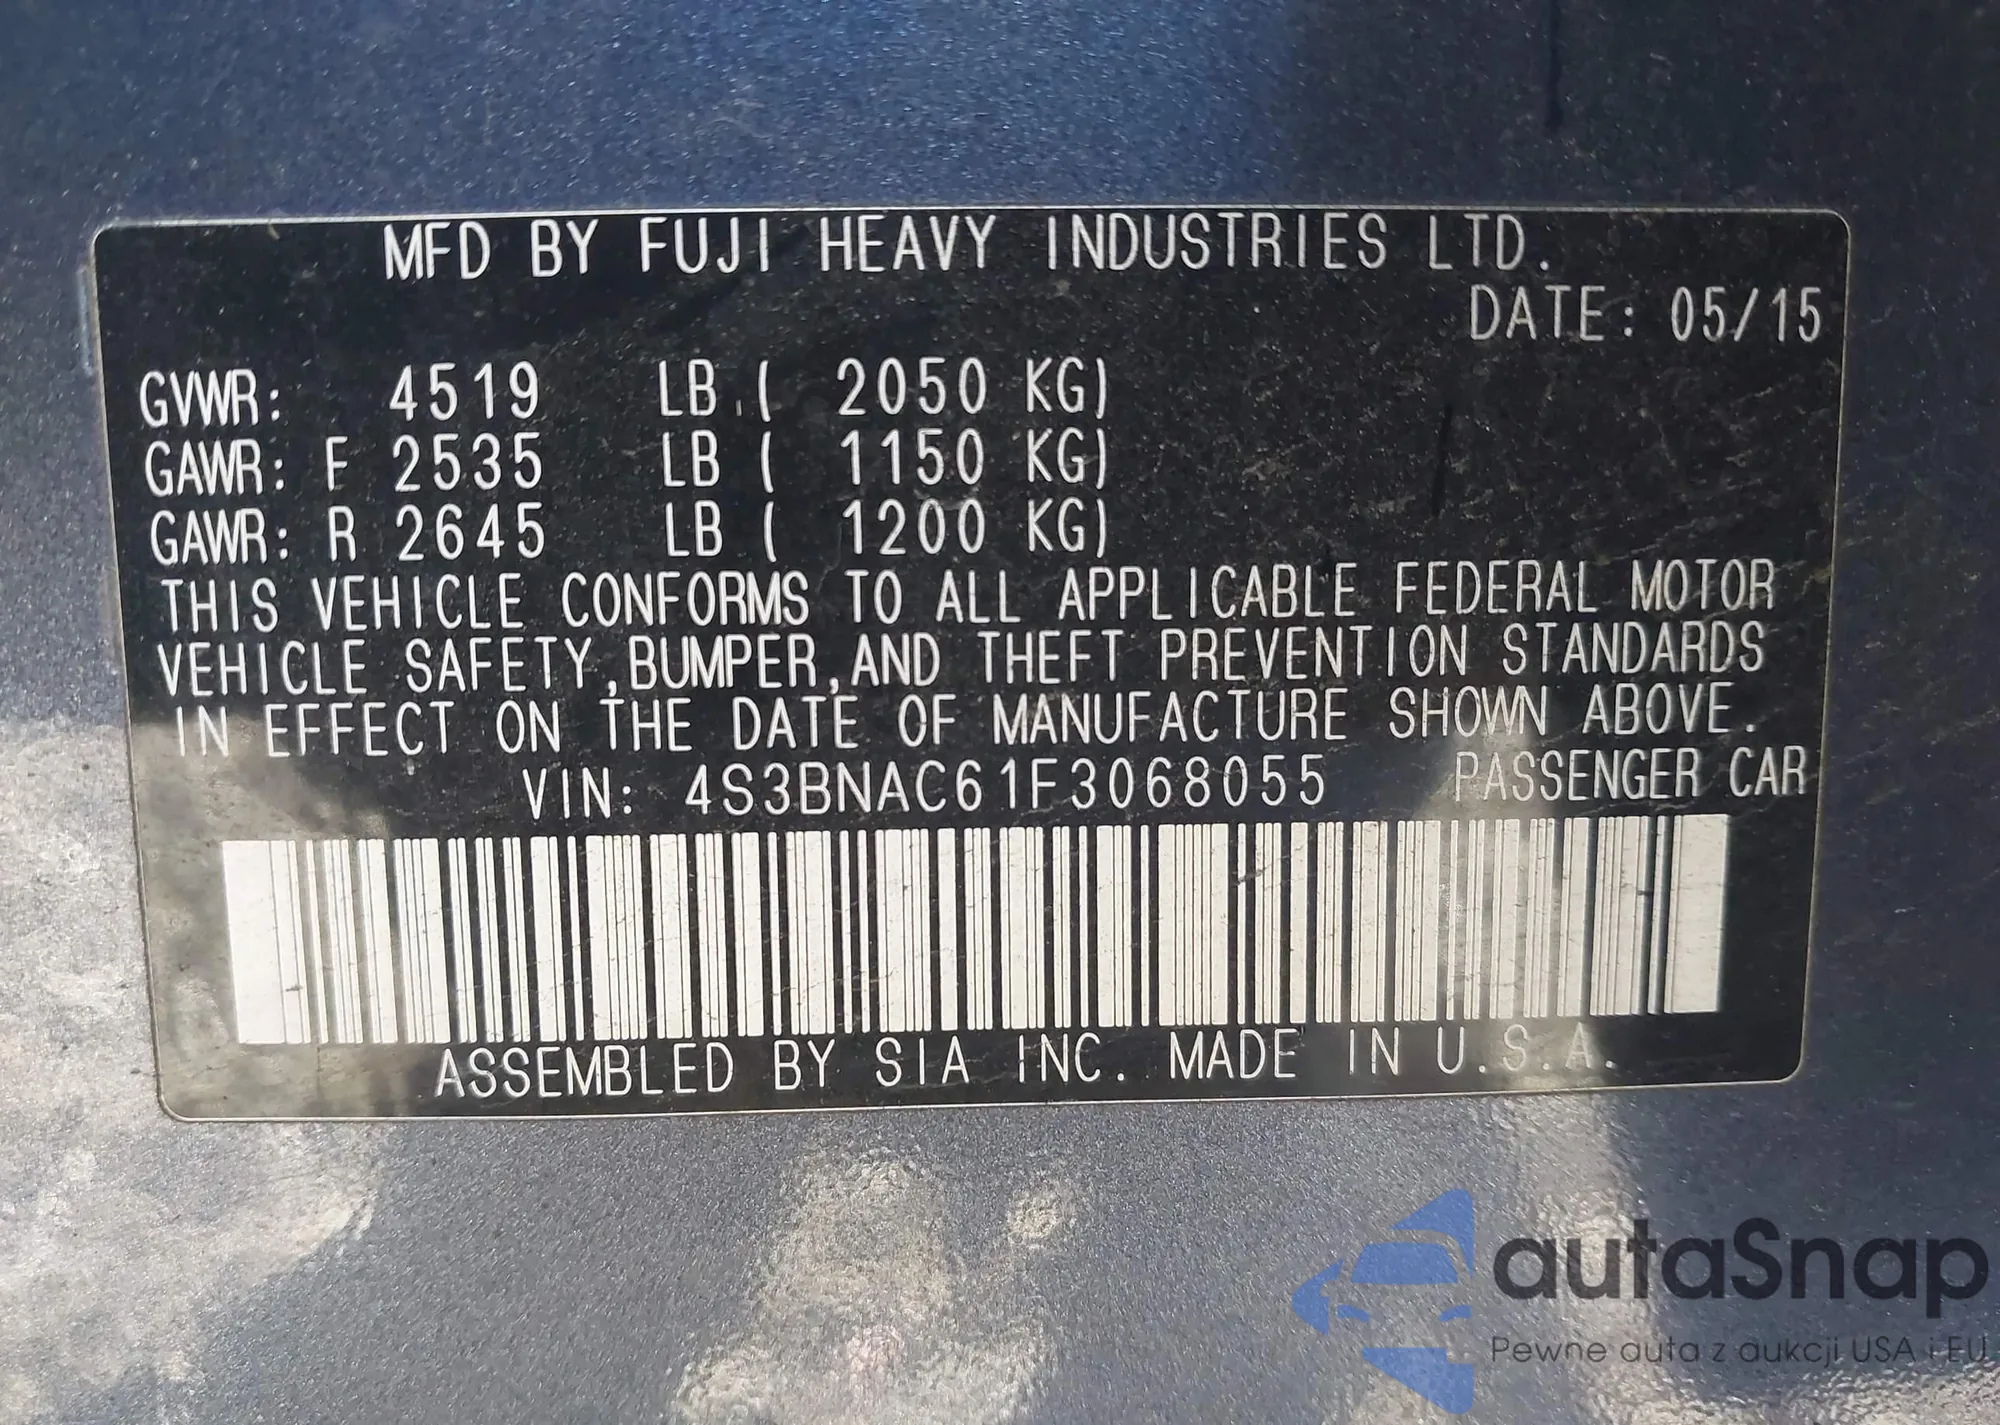 MFD BY FUJI HEAVY INDUSTRIES LTD.
DATE: 05/15
GVWR: 4519 LB ( 2050 KG)
GAWR: F 2535 LB ( 1150 KG)
GAWR: R 2645 LB ( 1200 KG)
THIS VEHICLE CONFORMS TO ALL APPLICABLE FEDERAL MOTOR
VEHICLE SAFETY,BUMPER,AND THEFT PREVENTION STANDARDS
IN EFFECT ON THE DATE OF MANUFACTURE SHOWN ABOVE.
VIN: 4S3BNAC61F3068055 PASSENGER CAR
ASSEMBLED BY SIA INC. MADE IN U.S.A.
autaSnap
Pewne auta z aukcji USA i EU